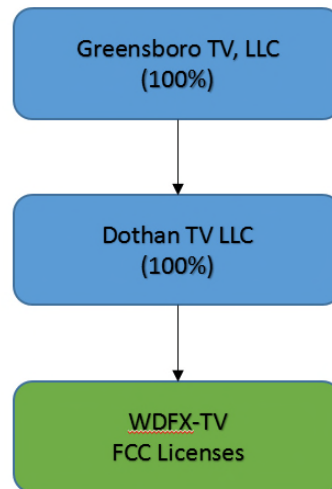 Greensboro TV, LLC
(100%)
Dothan TV LLC
(100%)
WDFX-TV
FCC Licenses